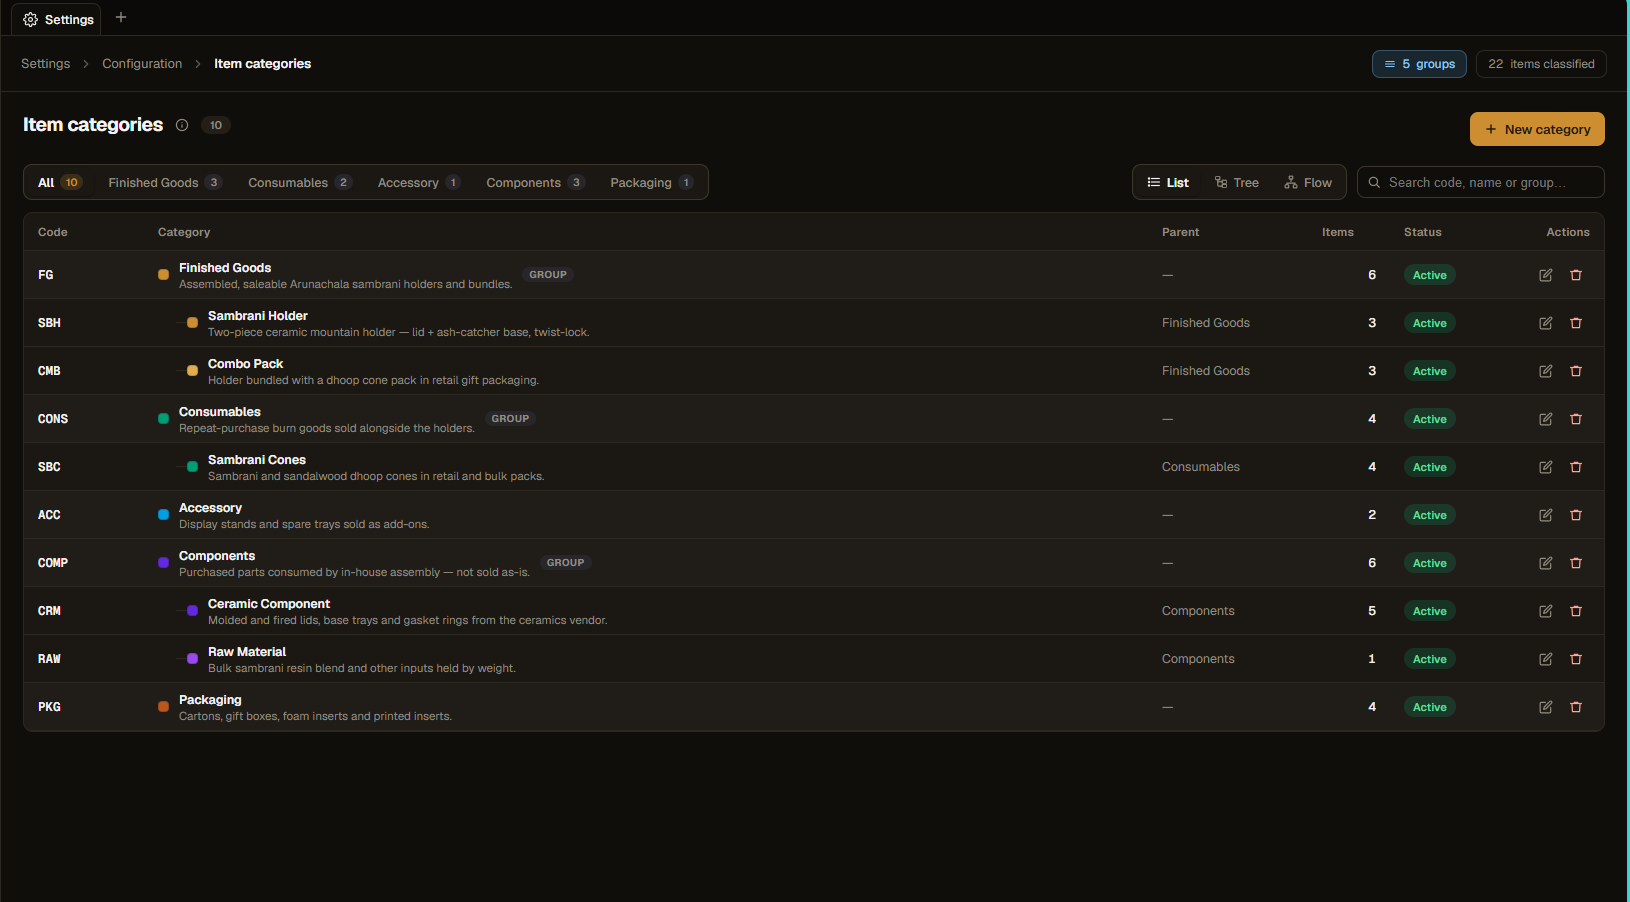 Settings
Settings > Configuration > Item categories
5 groups
22 items classified
Item categories 10
+ New category
All 10 Finished Goods 3 Consumables 2 Accessory 1 Components 3 Packaging 1
List Tree Flow
Search code, name or group…
Code Category Parent Items Status Actions
FG Finished Goods GROUP — 6 Active
Assembled, saleable Arunachala sambrani holders and bundles.
SBH Sambrani Holder Finished Goods 3 Active
Two-piece ceramic mountain holder — lid + ash-catcher base, twist-lock.
CMB Combo Pack Finished Goods 3 Active
Holder bundled with a dhoop cone pack in retail gift packaging.
CONS Consumables GROUP — 4 Active
Repeat-purchase burn goods sold alongside the holders.
SBC Sambrani Cones Consumables 4 Active
Sambrani and sandalwood dhoop cones in retail and bulk packs.
ACC Accessory — 2 Active
Display stands and spare trays sold as add-ons.
COMP Components GROUP — 6 Active
Purchased parts consumed by in-house assembly — not sold as-is.
CRM Ceramic Component Components 5 Active
Molded and fired lids, base trays and gasket rings from the ceramics vendor.
RAW Raw Material Components 1 Active
Bulk sambrani resin blend and other inputs held by weight.
PKG Packaging — 4 Active
Cartons, gift boxes, foam inserts and printed inserts.